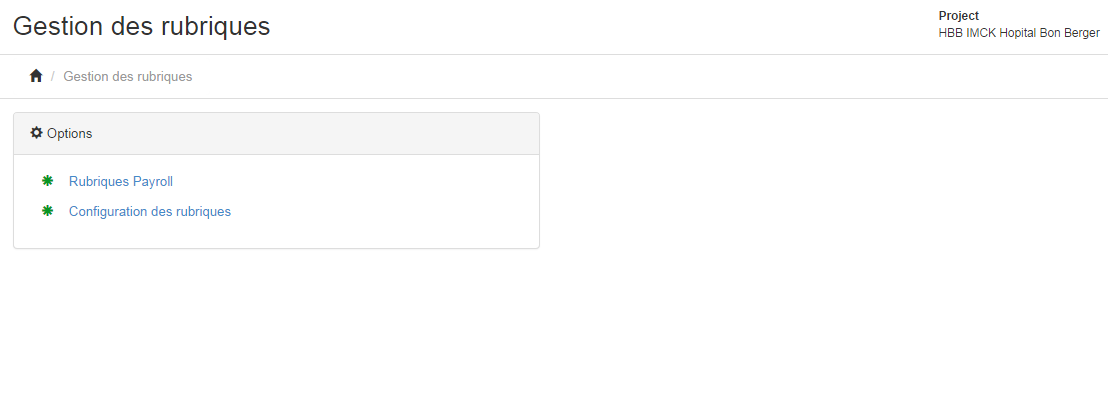 Gestion des rubriques
Project
HBB IMCK Hopital Bon Berger
/ Gestion des rubriques
Options
Rubriques Payroll
Configuration des rubriques